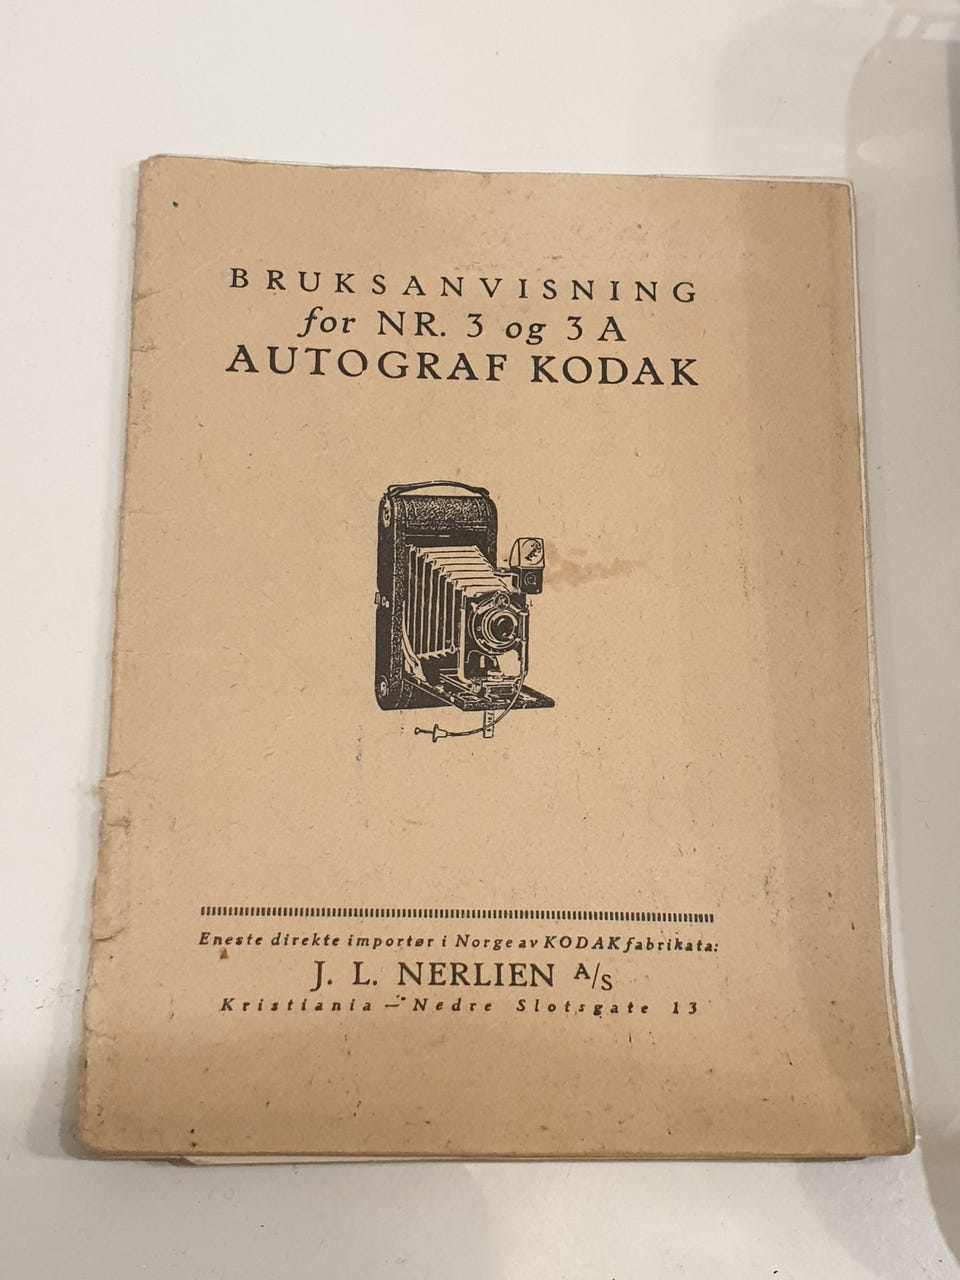 BRUKSANVISNING
for NR. 3 og 3 A
AUTOGRAF KODAK
Eneste direkte importør i Norge av KODAK fabrikata:
J. L. NERLIEN A/S
Kristiania — Nedre Slotsgate 13